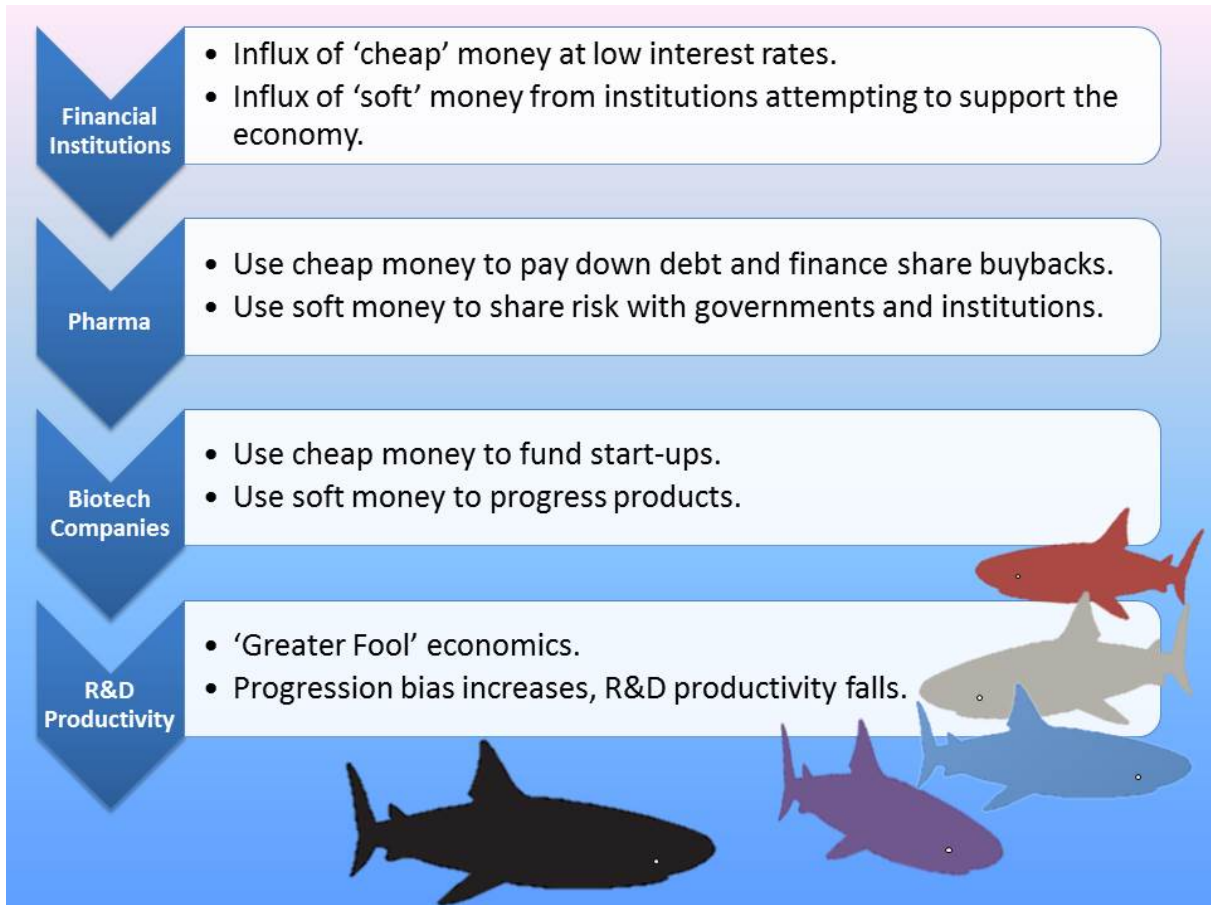 Financial
Institutions
• Influx of ‘cheap’ money at low interest rates.
• Influx of ‘soft’ money from institutions attempting to support the
economy.
Pharma
• Use cheap money to pay down debt and finance share buybacks.
• Use soft money to share risk with governments and institutions.
Biotech
Companies
• Use cheap money to fund start-ups.
• Use soft money to progress products.
R&D
Productivity
• ‘Greater Fool’ economics.
• Progression bias increases, R&D productivity falls.